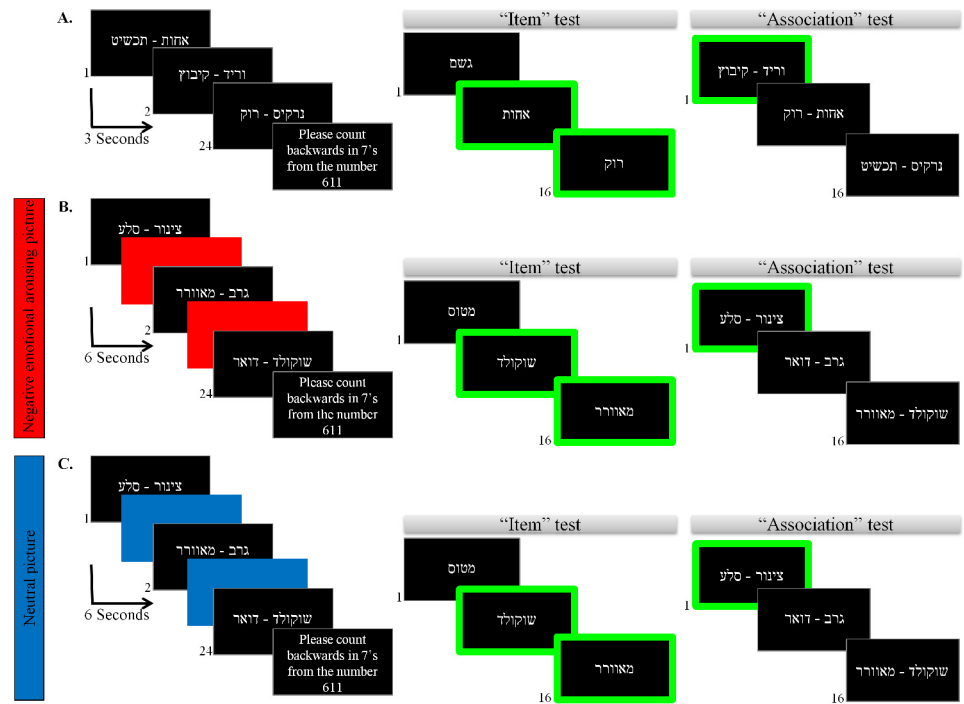 A.
אחות - תכשיט
1
וריד - קיבוץ
2
נרקיס - רוק
24
Please count
backwards in 7's
from the number
611
3 Seconds
“Item” test
גשם
1
אחות
רוק
16
“Association” test
וריד - קיבוץ
1
אחות - רוק
נרקיס - תכשיט
16
Negative emotional arousing picture
B.
צינור - סלע
1
גרב - מאוורר
2
שוקולד - דואר
24
Please count
backwards in 7's
from the number
611
6 Seconds
“Item” test
מטוס
1
שוקולד
מאוורר
16
“Association” test
צינור - סלע
1
גרב - דואר
שוקולד - מאוורר
16
Neutral picture
C.
צינור - סלע
1
גרב - מאוורר
2
שוקולד - דואר
24
Please count
backwards in 7's
from the number
611
6 Seconds
“Item” test
מטוס
1
שוקולד
מאוורר
16
“Association” test
צינור - סלע
1
גרב - דואר
שוקולד - מאוורר
16